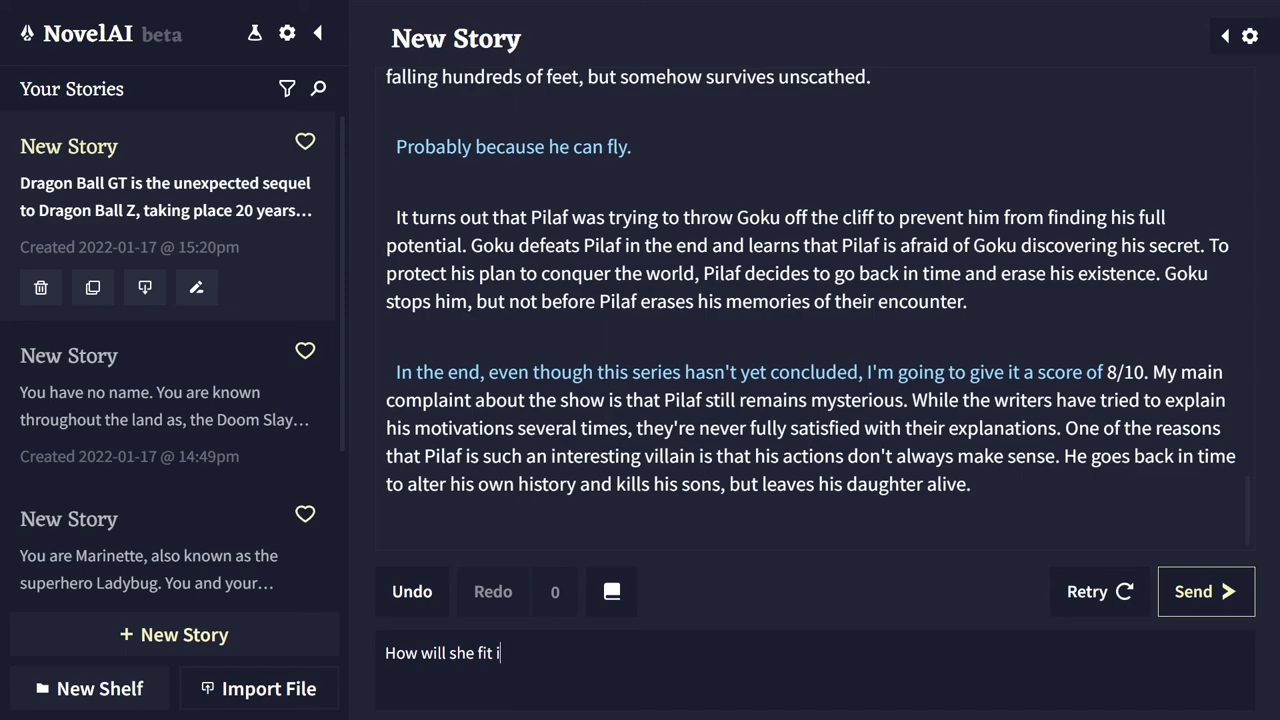 NovelAI beta
Your Stories
New Story
Dragon Ball GT is the unexpected sequel
to Dragon Ball Z, taking place 20 years...
Created 2022-01-17 @ 15:20pm
New Story
You have no name. You are known
throughout the land as, the Doom Slay...
Created 2022-01-17 @ 14:49pm
New Story
You are Marinette, also known as the
superhero Ladybug. You and your...
+ New Story
New Shelf
Import File
New Story
falling hundreds of feet, but somehow survives unscathed.
Probably because he can fly.
It turns out that Pilaf was trying to throw Goku off the cliff to prevent him from finding his full
potential. Goku defeats Pilaf in the end and learns that Pilaf is afraid of Goku discovering his secret. To
protect his plan to conquer the world, Pilaf decides to go back in time and erase his existence. Goku
stops him, but not before Pilaf erases his memories of their encounter.
In the end, even though this series hasn't yet concluded, I'm going to give it a score of 8/10. My main
complaint about the show is that Pilaf still remains mysterious. While the writers have tried to explain
his motivations several times, they're never fully satisfied with their explanations. One of the reasons
that Pilaf is such an interesting villain is that his actions don't always make sense. He goes back in time
to alter his own history and kills his sons, but leaves his daughter alive.
Undo
Redo
0
Retry
Send
How will she fit i